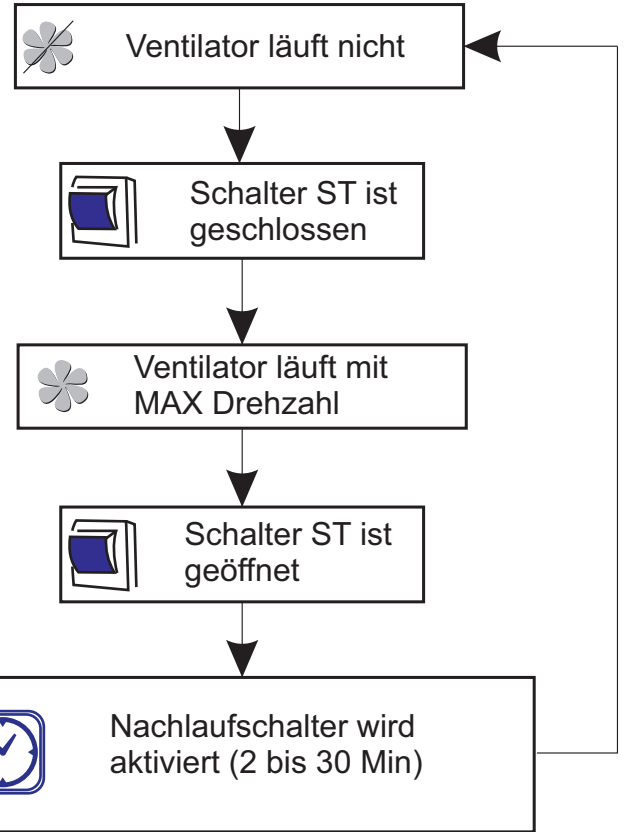 Ventilator läuft nicht
Schalter ST ist
geschlossen
Ventilator läuft mit
MAX Drehzahl
Schalter ST ist
geöffnet
Nachlaufschalter wird
aktiviert (2 bis 30 Min)